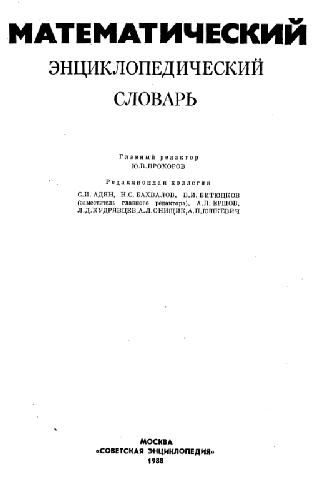 МАТЕМАТИЧЕСКИЙ
ЭНЦИКЛОПЕДИЧЕСКИЙ
СЛОВАРЬ
Главный редактор
Ю.В.ПРОХОРОВ
Редакционная коллегия
С.И. АДЯН, Н.С. БАХВАЛОВ, В.И. БИТЮЦКОВ
(заместитель главного редактора), А.П. ЕРШОВ,
Л.Д. КУДРЯВЦЕВ, А.Л. ОНИЩИК, А.П. ЮШКЕВИЧ
МОСКВА
«СОВЕТСКАЯ ЭНЦИКЛОПЕДИЯ»
1988